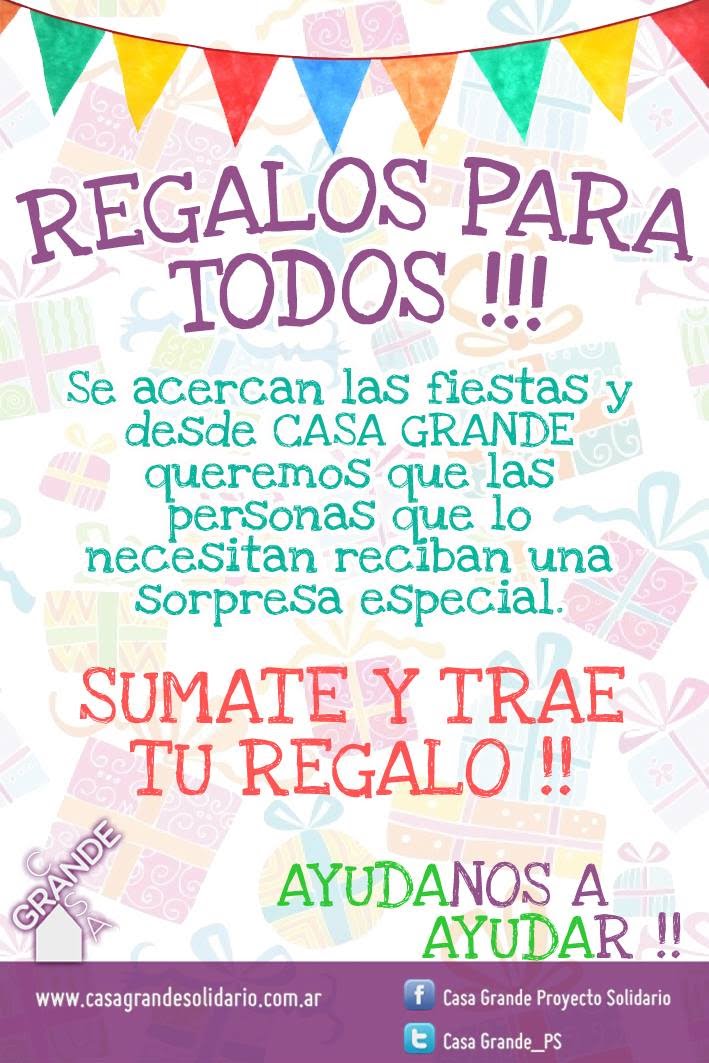 REGALOS PARA
TODOS !!!
Se acercan las fiestas y
desde CASA GRANDE
queremos que las
personas que lo
necesitan reciban una
sorpresa especial.
SUMATE Y TRAE
TU REGALO !!
CASA
GRANDE
AYUDANOS A
AYUDAR !!
www.casagrandesolidario.com.ar
f Casa Grande Proyecto Solidario
t Casa Grande_PS